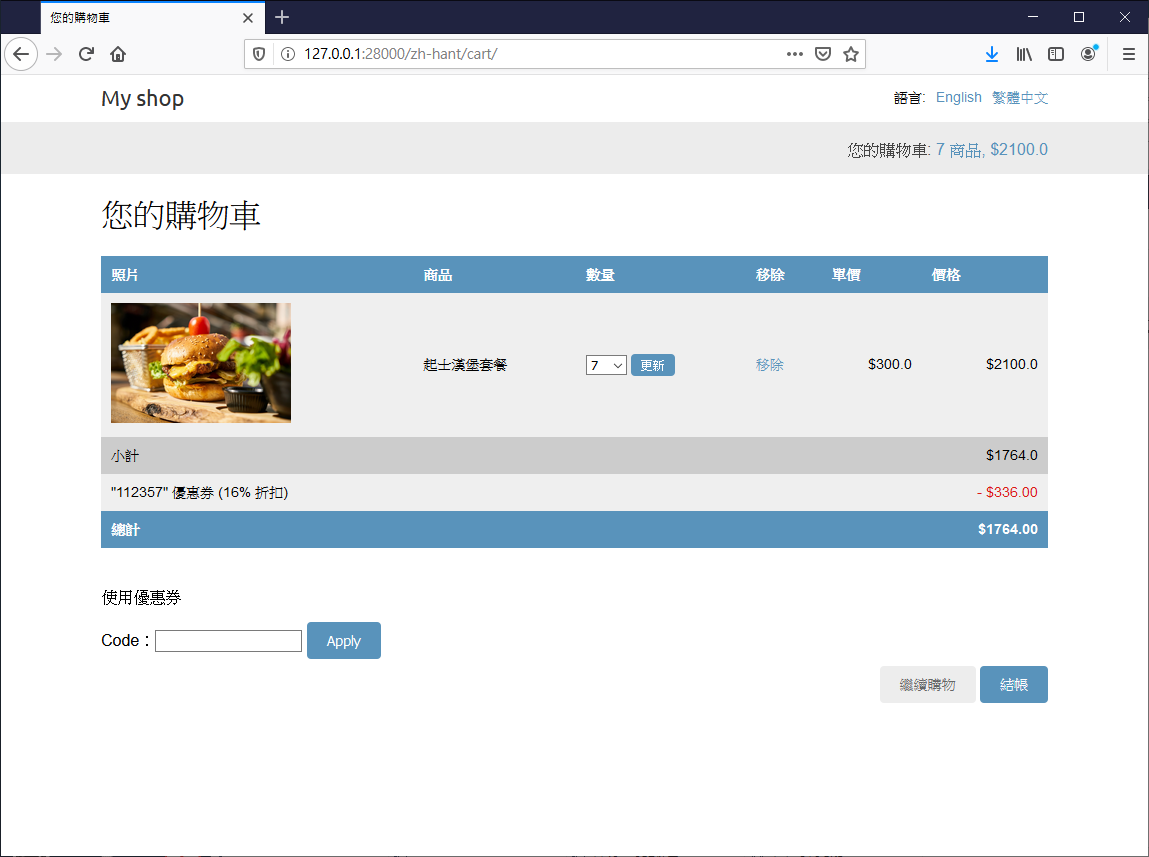 您的購物車
127.0.0.1:28000/zh-hant/cart/
My shop
語言: English 繁體中文
您的購物車: 7 商品, $2100.0
您的購物車
照片 商品 數量 移除 單價 價格
起士漢堡套餐 7 更新 移除 $300.0 $2100.0
小計 $1764.0
"112357" 優惠券 (16% 折扣) - $336.00
總計 $1764.00
使用優惠券
Code： Apply
繼續購物 結帳